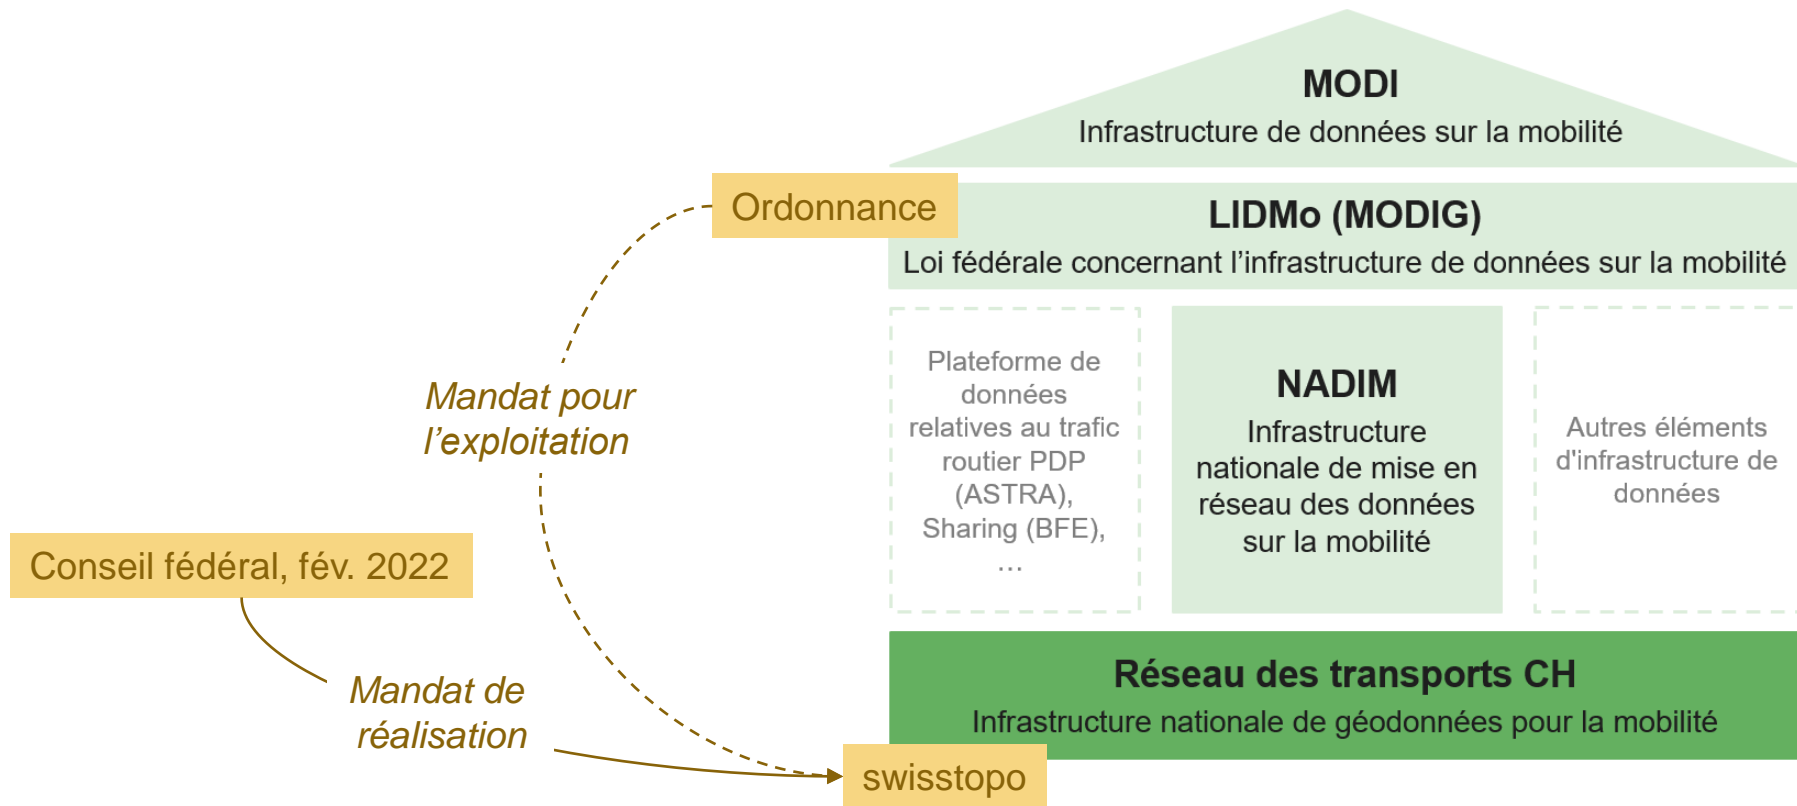 MODI
Infrastructure de données sur la mobilité
Ordonnance
LIDMo (MODIG)
Loi fédérale concernant l’infrastructure de données sur la mobilité
Mandat pour
l’exploitation
Plateforme de
données
relatives au trafic
routier PDP
(ASTRA),
Sharing (BFE),
...
NADIM
Infrastructure
nationale de mise en
réseau des données
sur la mobilité
Autres éléments
d'infrastructure de
données
Conseil fédéral, fév. 2022
Mandat de
réalisation
Réseau des transports CH
Infrastructure nationale de géodonnées pour la mobilité
swisstopo